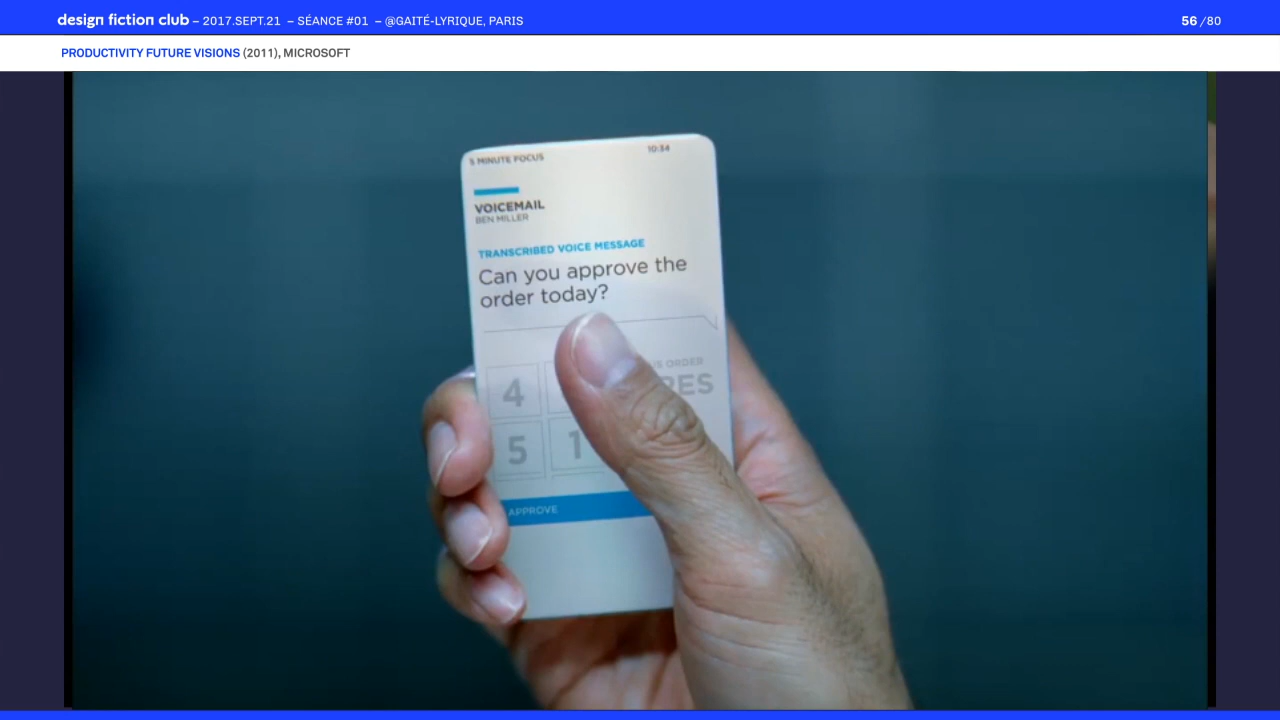 design fiction club – 2017.SEPT.21 – SÉANCE #01 – @GAITÉ-LYRIQUE, PARIS
56/80
PRODUCTIVITY FUTURE VISIONS (2011), MICROSOFT
5 MINUTE FOCUS 10:34
VOICEMAIL
BEN MILLER
TRANSCRIBED VOICE MESSAGE
Can you approve the
order today?
ORDER
4
5 1
APPROVE